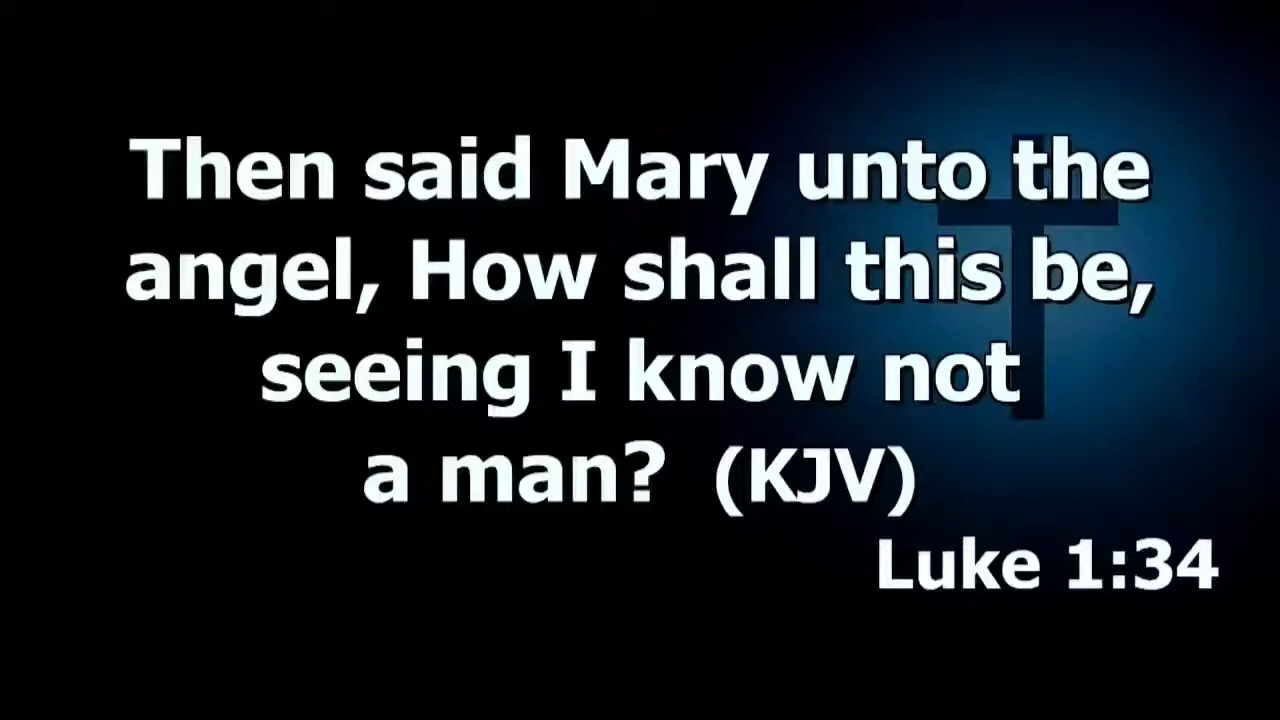 Then said Mary unto the
angel, How shall this be,
seeing I know not
a man?  (KJV)
Luke 1:34